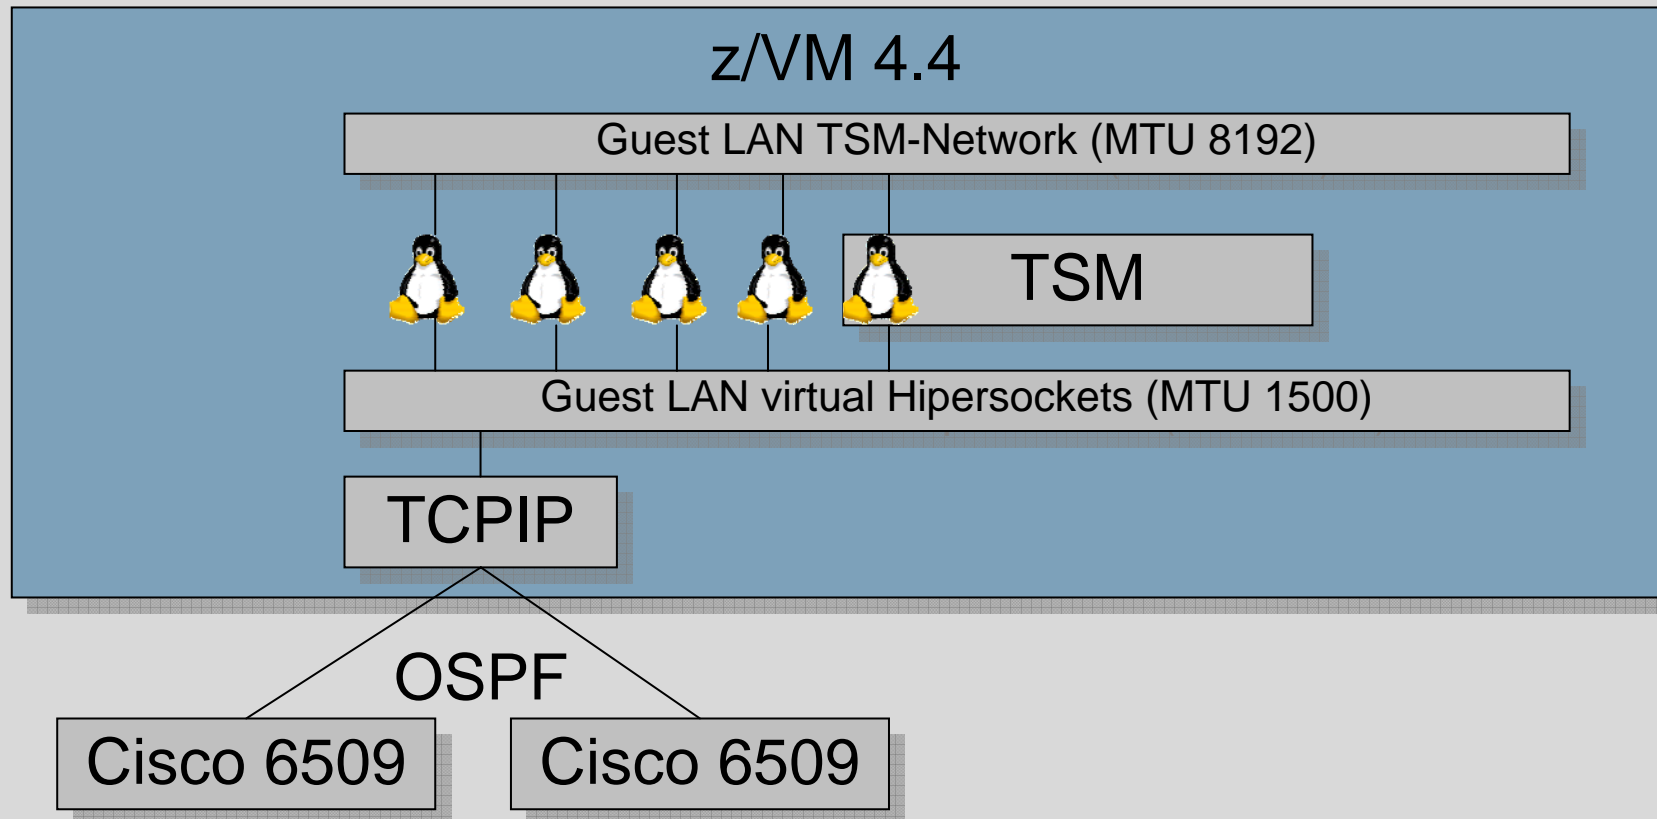 z/VM 4.4
Guest LAN TSM-Network (MTU 8192)
TSM
Guest LAN virtual Hipersockets (MTU 1500)
TCPIP
OSPF
Cisco 6509
Cisco 6509